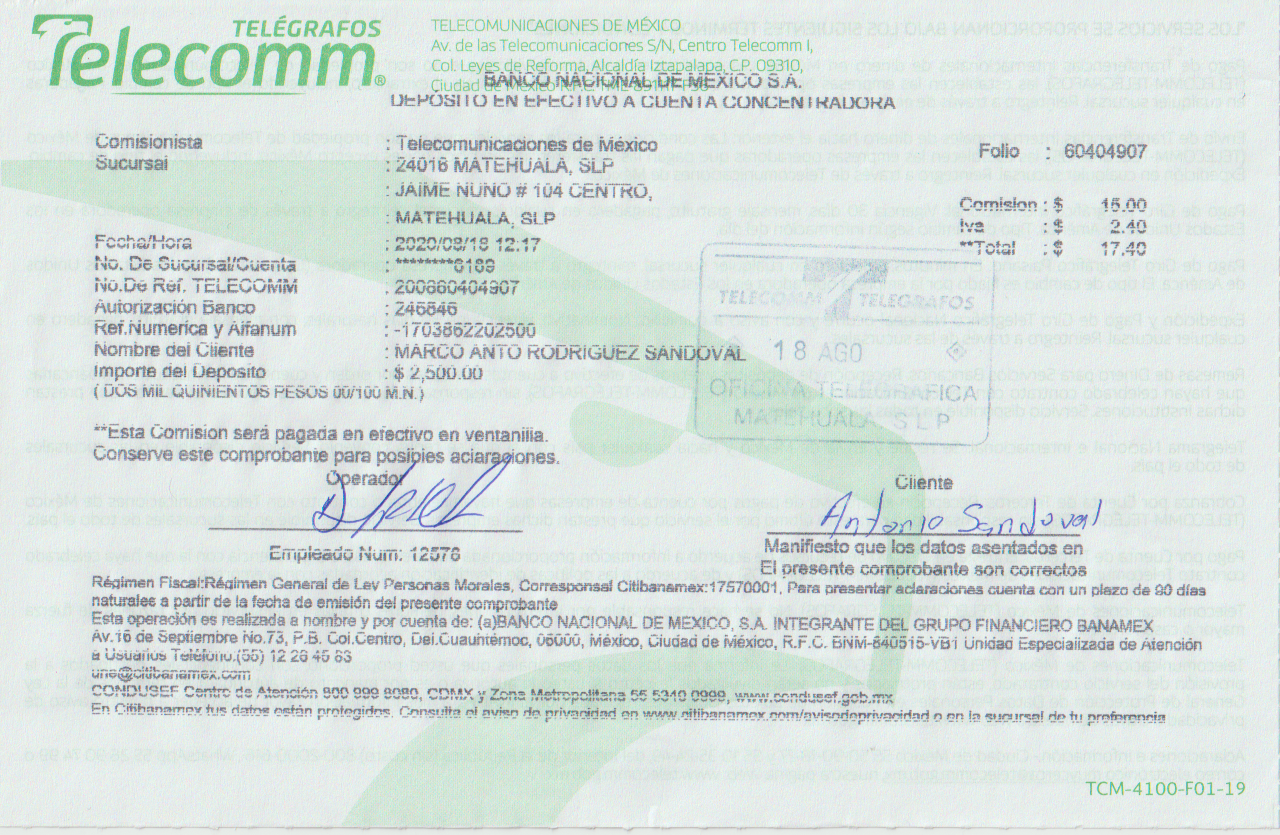 TELÉGRAFOS
Telecomm®
TELECOMUNICACIONES DE MÉXICO
Av. de las Telecomunicaciones S/N, Centro Telecomm I,
Col Leyes de Reforma, Alcaldía Iztapalapa, C.P. 09310,
Ciudad de México R.F.C. TME 891117 F56
BANCO NACIONAL DE MEXICO S.A.
DEPOSITO EN EFECTIVO A CUENTA CONCENTRADORA
Comisionista : Telecomunicaciones de México
Sucursal : 24016 MATEHUALA, SLP
: JAIME NUNO # 104 CENTRO,
: MATEHUALA, SLP
Folio : 60404907
Comision : $ 15.00
Iva : $ 2.40
**Total : $ 17.40
Fecha/Hora : 2020/08/18 12:17
No. De Sucursal/Cuenta : ********6189
No.De Ref. TELECOMM : 200860404907
Autorización Banco : 246846
Ref.Numerica y Alfanum : -1703862202500
Nombre del Cliente : MARCO ANTO RODRIGUEZ SANDOVAL
Importe del Deposito : $ 2,500.00
( DOS MIL QUINIENTOS PESOS 00/100 M.N.)
TELECOMM TELEGRAFOS
18 AGO
OFICINA TELEGRAFICA
MATEHUALA, S L P
**Esta Comision será pagada en efectivo en ventanilla.
Conserve este comprobante para posibles aclaraciones.
Operador
Cliente
Antonio Sandoval
Empleado Num: 12576
Manifiesto que los datos asentados en
El presente comprobante son correctos
Régimen Fiscal:Régimen General de Ley Personas Morales, Corresponsal Citibanamex:17570001, Para presentar aclaraciones cuenta con un plazo de 90 días
naturales a partir de la fecha de emisión del presente comprobante
Esta operación es realizada a nombre y por cuenta de: (a)BANCO NACIONAL DE MEXICO, S.A. INTEGRANTE DEL GRUPO FINANCIERO BANAMEX
Av.16 de Septiembre No.73, P.B. Col.Centro, Del.Cuauhtémoc, 06000, México, Ciudad de México, R.F.C. BNM-840515-VB1 Unidad Especializada de Atención
a Usuarios Teléfono.(55) 12 26 45 83
une@citibanamex.com
CONDUSEF Centro de Atención 800 999 8080, CDMX y Zona Metropolitana 55 5340 0999, www.condusef.gob.mx
En Citibanamex tus datos están protegidos. Consulta el aviso de privacidad en www.citibanamex.com/avisodeprivacidad o en la sucursal de tu preferencia
TCM-4100-F01-19